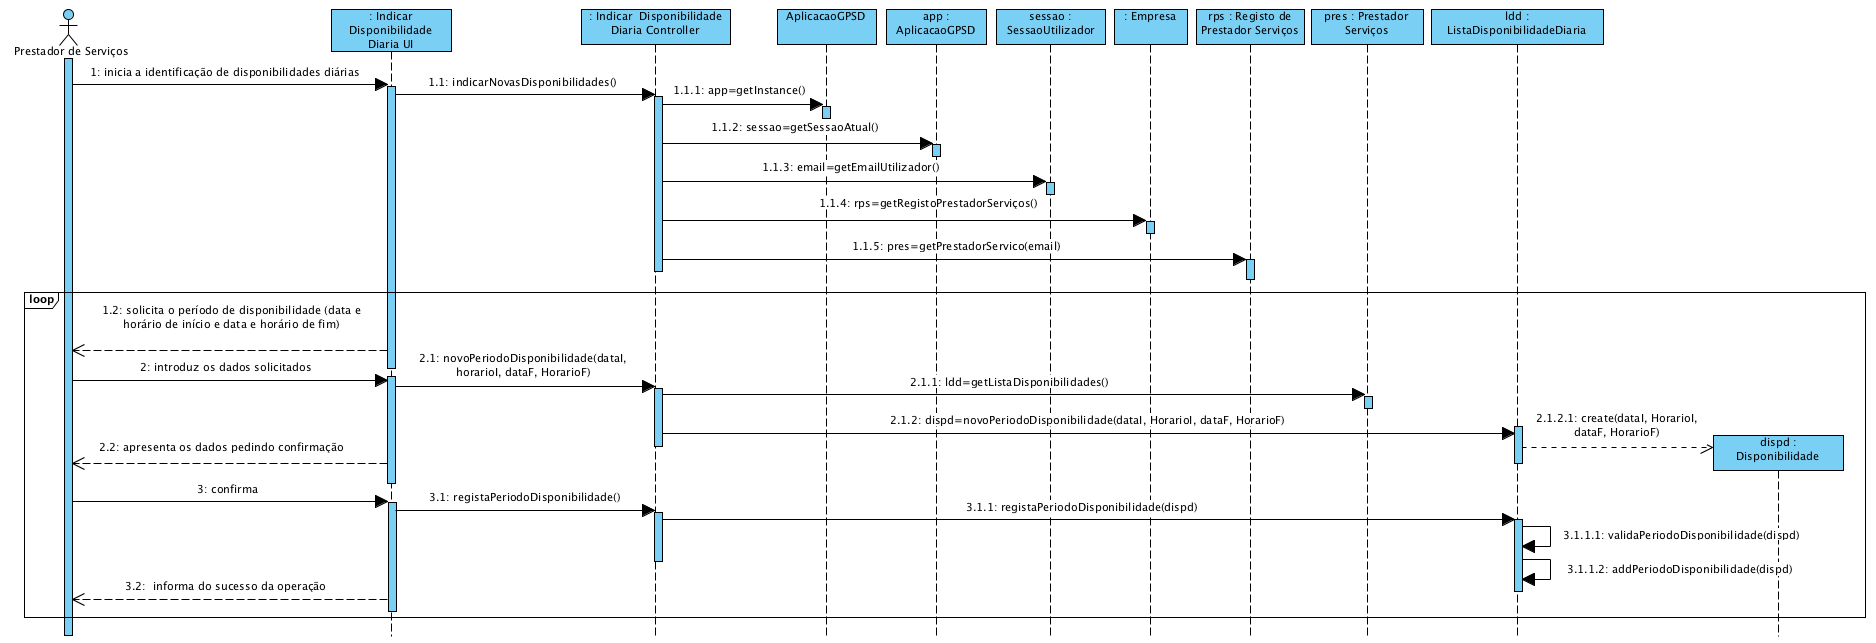 Prestador de Serviços
: Indicar
Disponibilidade
Diaria UI
: Indicar  Disponibilidade
Diaria Controller
AplicacaoGPSD
app :
AplicacaoGPSD
sessao :
SessaoUtilizador
: Empresa
rps : Registo de
Prestador Serviços
pres : Prestador
Serviços
ldd :
ListaDisponibilidadeDiaria
1: inicia a identificação de disponibilidades diárias
1.1: indicarNovasDisponibilidades()
1.1.1: app=getInstance()
1.1.2: sessao=getSessaoAtual()
1.1.3: email=getEmailUtilizador()
1.1.4: rps=getRegistoPrestadorServiços()
1.1.5: pres=getPrestadorServico(email)
loop
1.2: solicita o período de disponibilidade (data e
horário de início e data e horário de fim)
2: introduz os dados solicitados
2.1: novoPeriodoDisponibilidade(dataI,
horarioI, dataF, HorarioF)
2.1.1: ldd=getListaDisponibilidades()
2.1.2: dispd=novoPeriodoDisponibilidade(dataI, HorarioI, dataF, HorarioF)
2.1.2.1: create(dataI, HorarioI,
dataF, HorarioF)
dispd :
Disponibilidade
2.2: apresenta os dados pedindo confirmação
3: confirma
3.1: registaPeriodoDisponibilidade()
3.1.1: registaPeriodoDisponibilidade(dispd)
3.1.1.1: validaPeriodoDisponibilidade(dispd)
3.1.1.2: addPeriodoDisponibilidade(dispd)
3.2:  informa do sucesso da operação